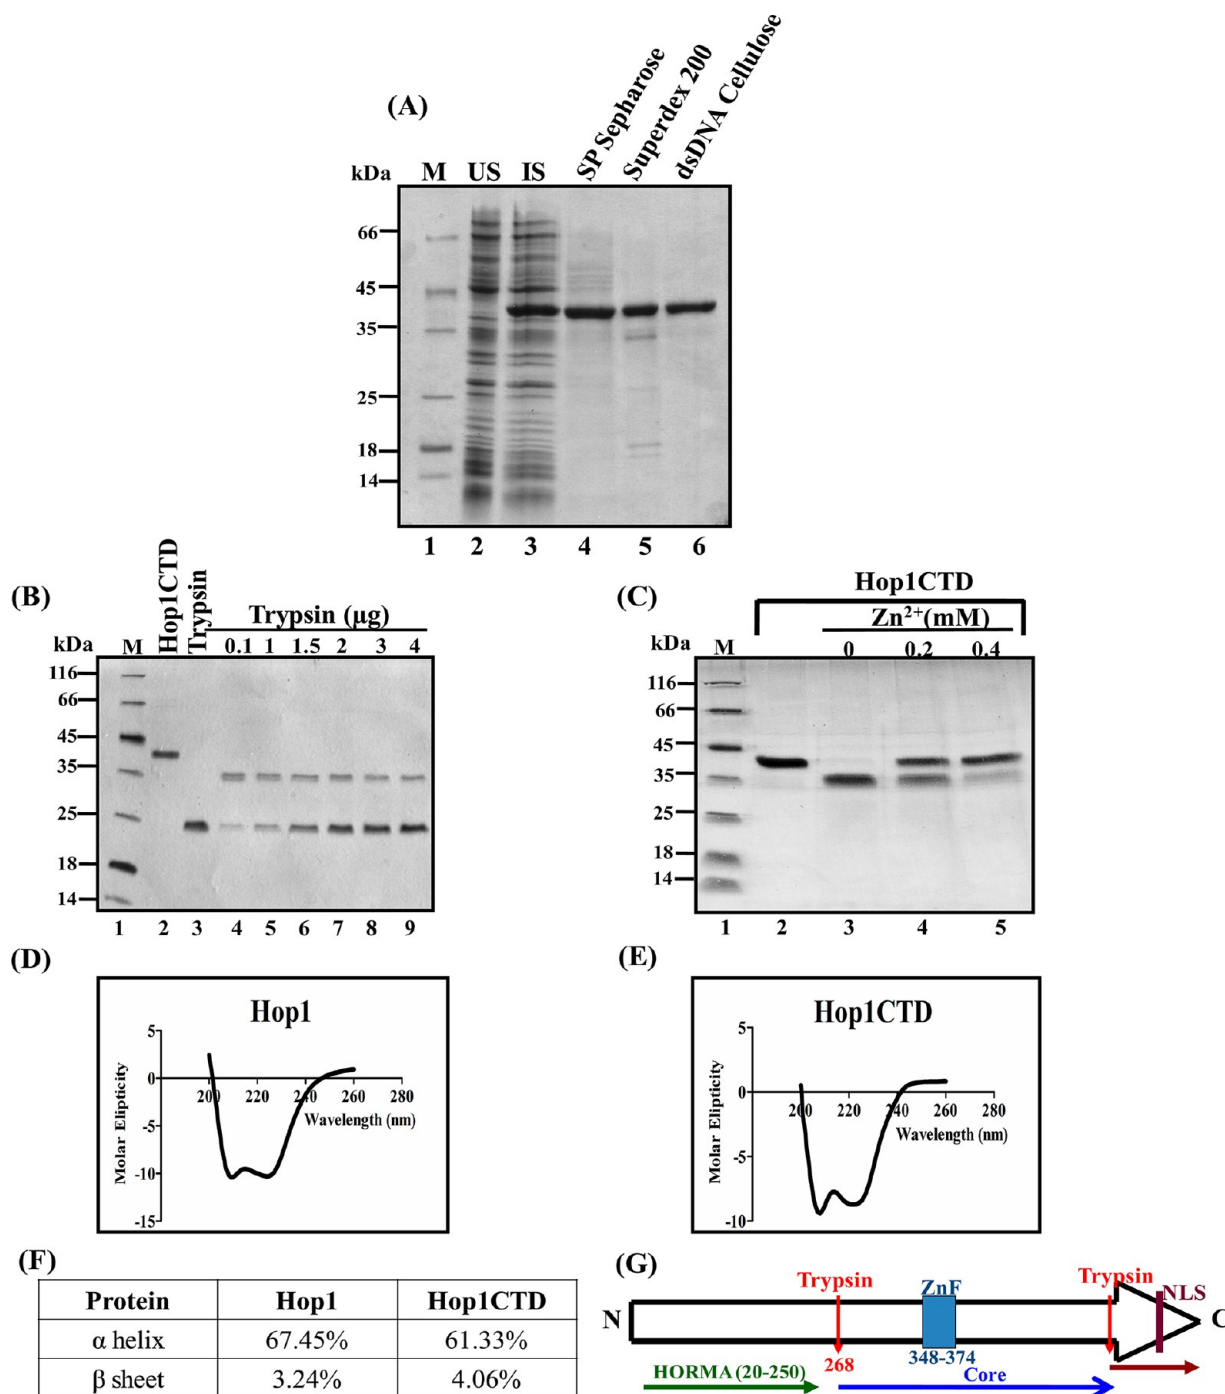 (A)
kDa M US IS SP Sepharose Superdex 200 dsDNA Cellulose
66
45
35
25
18
14
1 2 3 4 5 6
(B)
Hop1CTD Trypsin
Trypsin (µg)
kDa M 0.1 1 1.5 2 3 4
116
66
45
35
25
18
14
1 2 3 4 5 6 7 8 9
(C)
Hop1CTD
Zn²⁺(mM)
kDa M 0 0.2 0.4
116
66
45
35
25
18
14
1 2 3 4 5
(D)
Hop1
Molar Elipticity
5
0
-5
-10
-15
200 220 240 260 280
Wavelength (nm)
(E)
Hop1CTD
Molar Elipticity
5
0
-5
-10
200 220 240 260 280
Wavelength (nm)
(F)
Protein Hop1 Hop1CTD
α helix 67.45% 61.33%
β sheet 3.24% 4.06%
(G)
Trypsin ZnF Trypsin NLS
N C
268 348-374
HORMA (20-250) Core